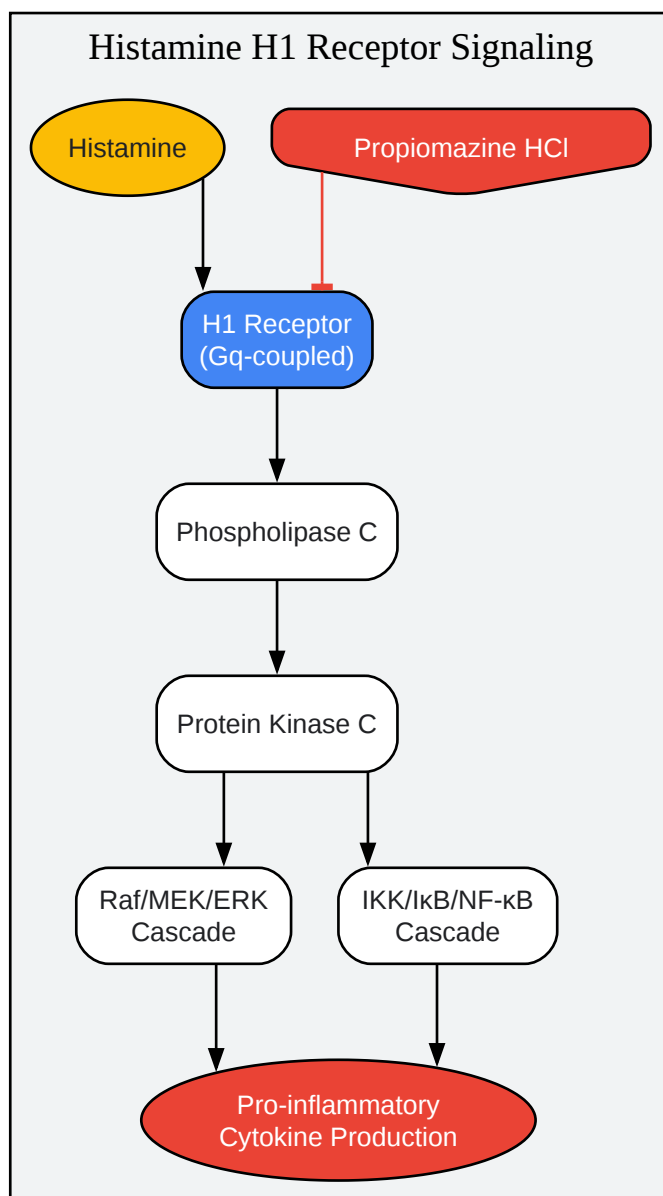 Histamine H1 Receptor Signaling
Histamine
Propiomazine HCl
H1 Receptor
(Gq-coupled)
Phospholipase C
Protein Kinase C
Raf/MEK/ERK
Cascade
IKK/IκB/NF-κB
Cascade
Pro-inflammatory
Cytokine Production